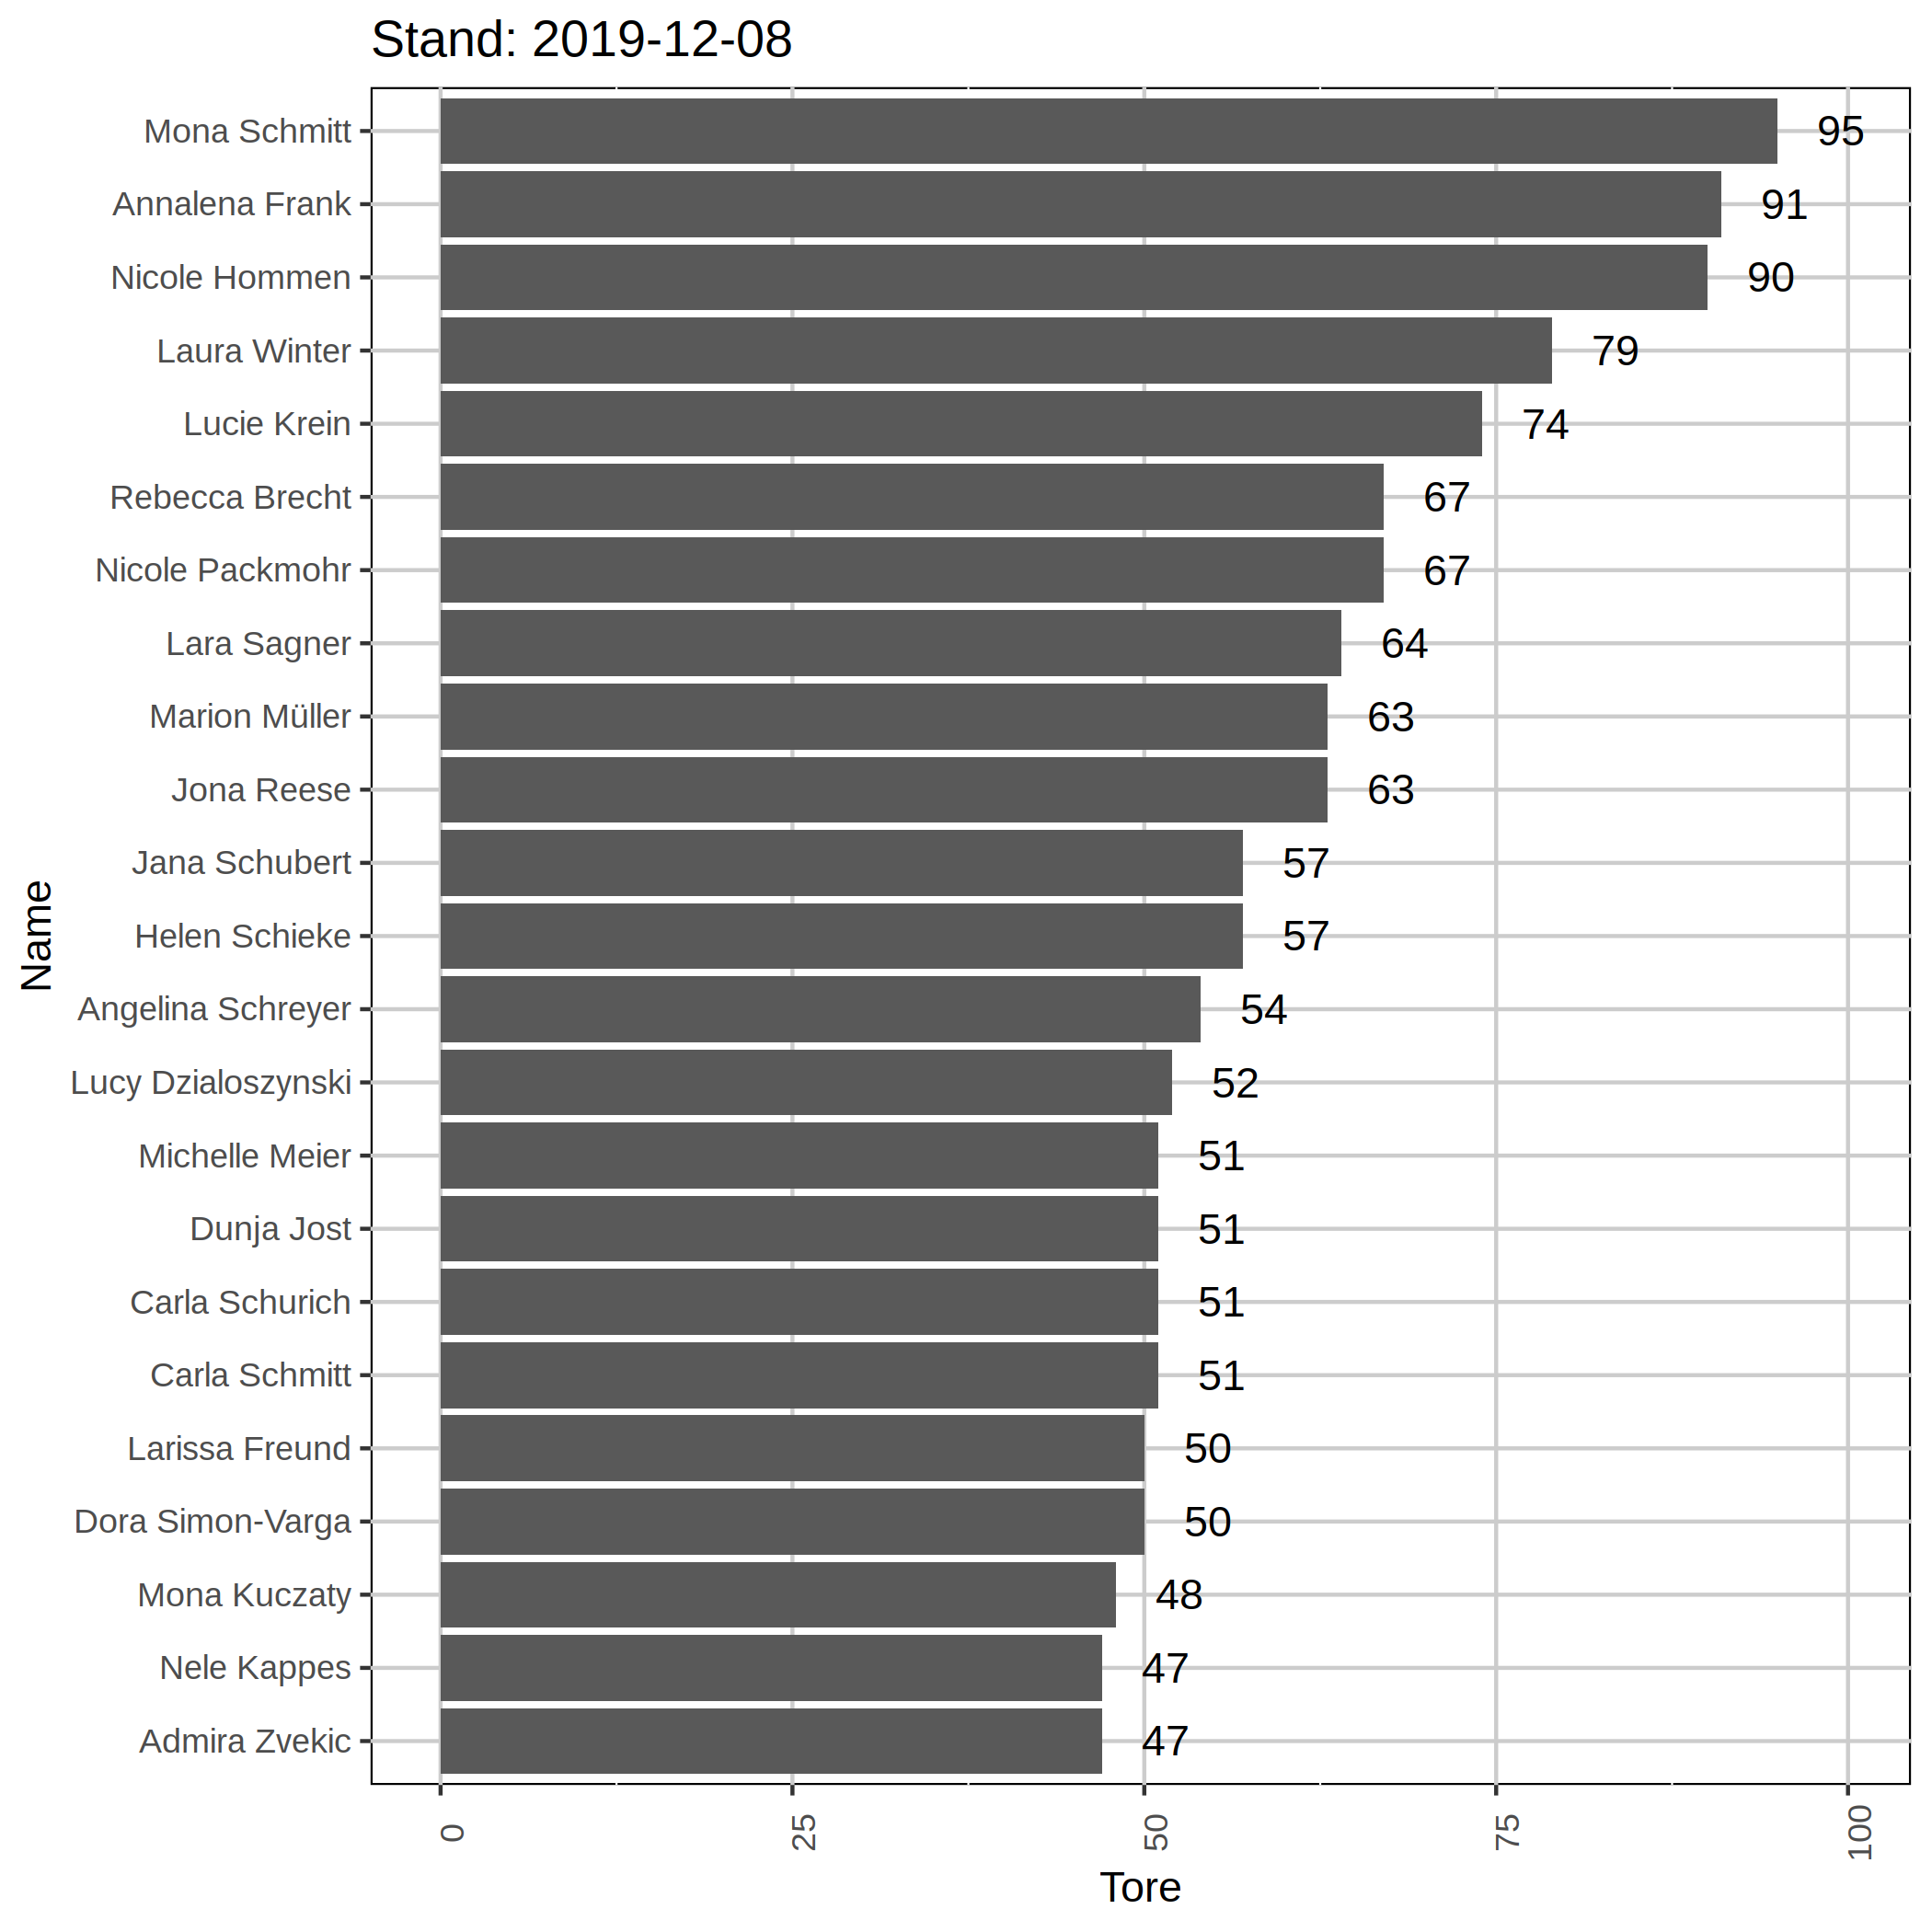 Stand: 2019-12-08
Mona Schmitt 95
Annalena Frank 91
Nicole Hommen 90
Laura Winter 79
Lucie Krein 74
Rebecca Brecht 67
Nicole Packmohr 67
Lara Sagner 64
Marion Müller 63
Jona Reese 63
Jana Schubert 57
Helen Schieke 57
Angelina Schreyer 54
Lucy Dzialoszynski 52
Michelle Meier 51
Dunja Jost 51
Carla Schurich 51
Carla Schmitt 51
Larissa Freund 50
Dora Simon-Varga 50
Mona Kuczaty 48
Nele Kappes 47
Admira Zvekic 47
Name
0 25 50 75 100
Tore